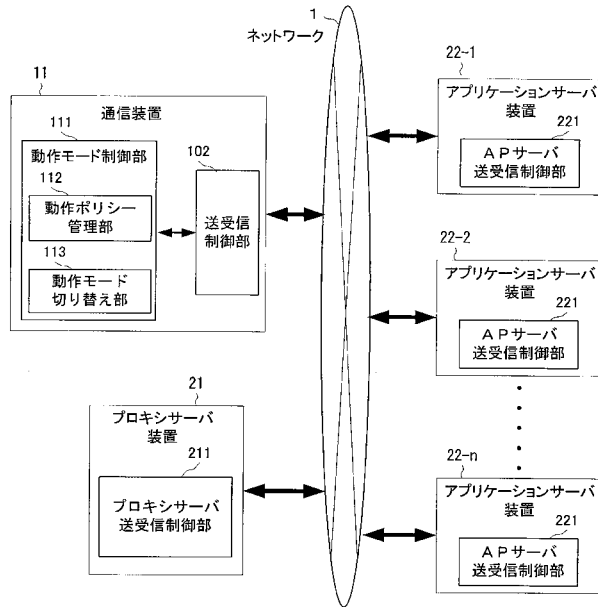 1
ネットワーク
11
通信装置
111
動作モード制御部
112
動作ポリシー
管理部
113
動作モード
切り替え部
102
送受信
制御部
21
プロキシサーバ
装置
211
プロキシサーバ
送受信制御部
22-1
アプリケーションサーバ
装置
221
APサーバ
送受信制御部
22-2
アプリケーションサーバ
装置
221
APサーバ
送受信制御部
22-n
アプリケーションサーバ
装置
221
APサーバ
送受信制御部